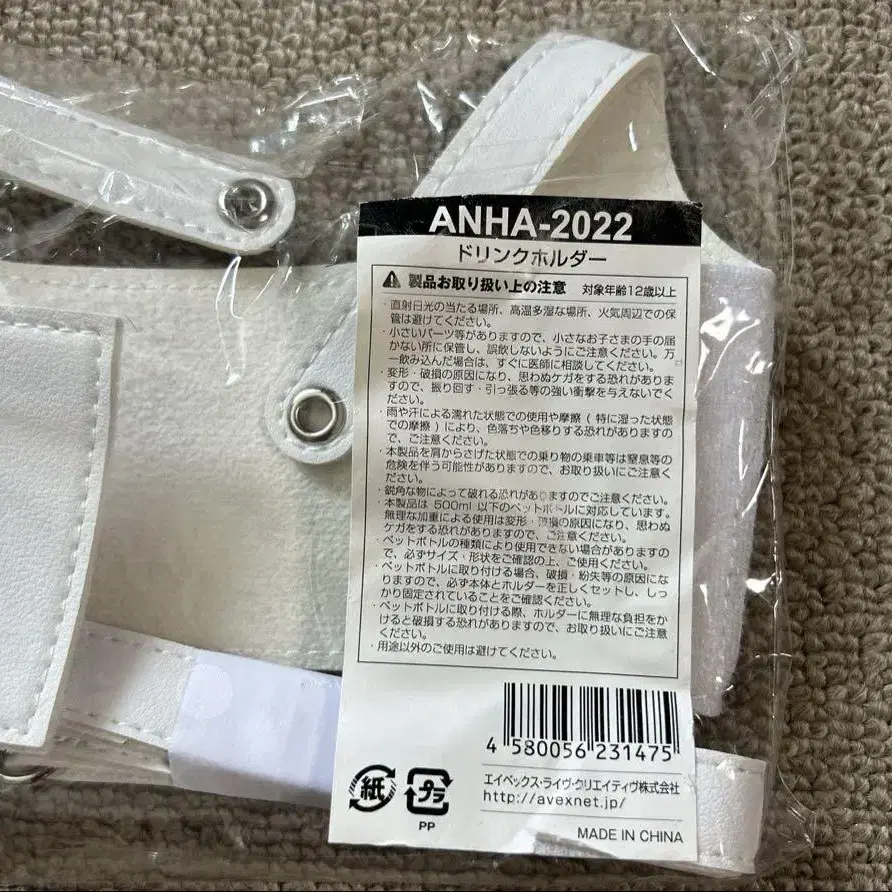 ANHA-2022
ドリンクホルダー
製品お取り扱い上の注意 対象年齢12歳以上
・直射日光の当たる場所、高温多湿な場所、火気周辺での保
管は避けてください。
・小さいパーツ等がありますので、小さなお子さまの手の届
かない所に保管し、誤飲しないようにご注意ください。万
一飲み込んだ場合は、すぐに医師に相談してください。
・変形・破損の原因になり、思わぬケガをする恐れがありま
すので、振り回す・引っ張る等の強い衝撃を与えないでく
ださい。
・雨や汗による濡れた状態での使用や摩擦(特に湿った状態
での摩擦)により、色落ちや色移りする恐れがありますの
で、ご注意ください。
・本製品を肩からさげた状態での乗り物の乗車等は窒息等の
危険を伴う可能性がありますので、お取り扱いにご注意く
ださい。
・鋭角な物によって破れる恐れがありますのでご注意ください。
・本製品は 500ml 以下のペットボトルに対応しています。
無理な加重による使用は変形・破損の原因になり、思わぬ
ケガをする恐れがありますので、ご注意ください。
・ペットボトルの種類により使用できない場合がありますの
で、必ずサイズ・形状をご確認の上、ご使用ください。
・ペットボトルに取り付ける場合、破損・紛失等の原因にな
りますので、必ず本体とホルダーを正しくセットし、しっ
かり固定されていることをご確認ください。
・ペットボトルに取り付ける際、ホルダーに無理な負担をか
けると破損する恐れがありますので、お取り扱いにご注意
ください。
・用途以外のご使用は避けてください。
4 580056 231475
紙
プラ
PP
エイベックス・ライヴ・クリエイティヴ株式会社
http://avexnet.jp/
MADE IN CHINA